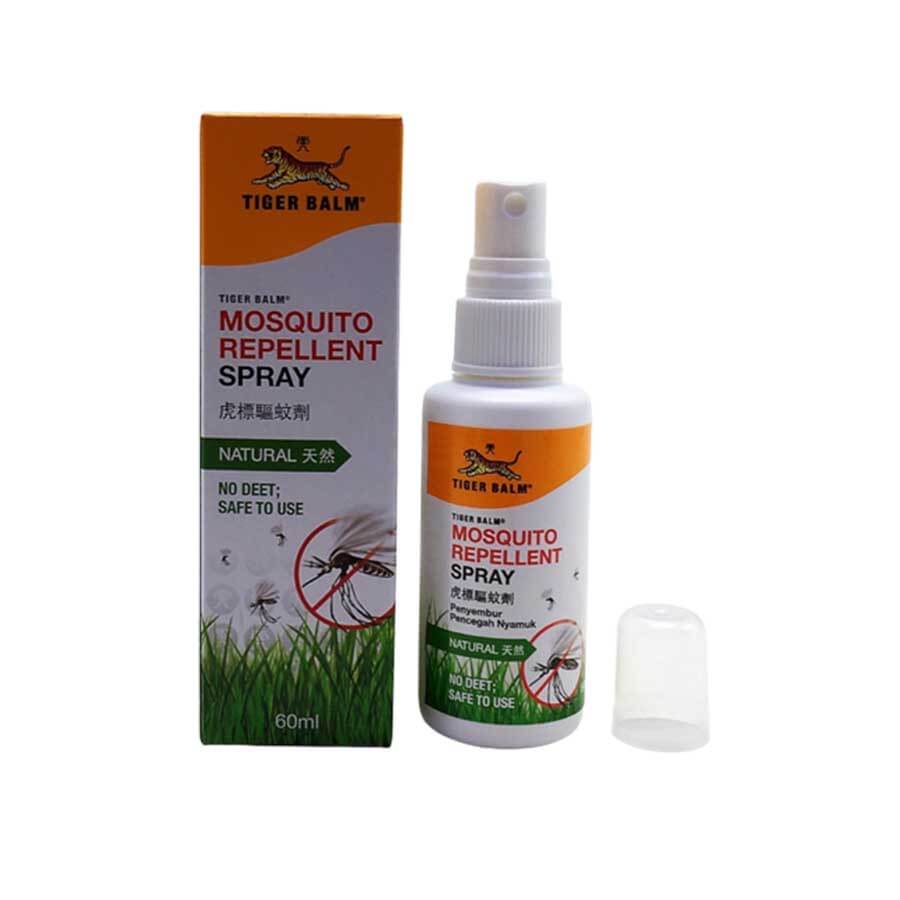 TIGER BALM®
TIGER BALM®
MOSQUITO
REPELLENT
SPRAY
虎標驅蚊劑
NATURAL 天然
NO DEET;
SAFE TO USE
60ml
TIGER BALM®
TIGER BALM®
MOSQUITO
REPELLENT
SPRAY
虎標驅蚊劑
Penyembur
Pencegah Nyamuk
NATURAL 天然
NO DEET;
SAFE TO USE